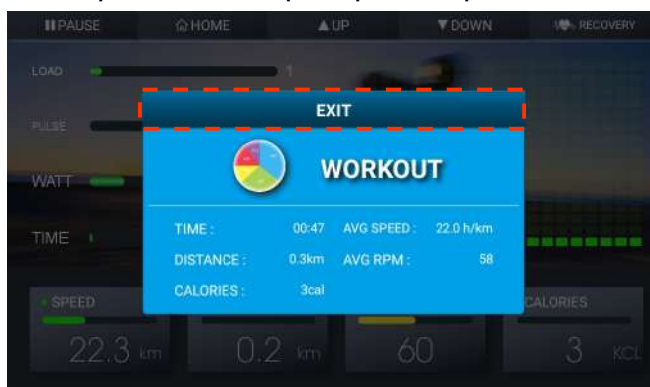 PAUSE HOME UP DOWN RECOVERY
LOAD 1
EXIT
PULSE
WORKOUT
WATT
TIME : 00:47 AVG SPEED : 22.0 h/km
TIME
DISTANCE : 0.3km AVG RPM : 58
CALORIES : 3cal
SPEED CALORIES
22.3 km 0.2 km 60 3 KCL